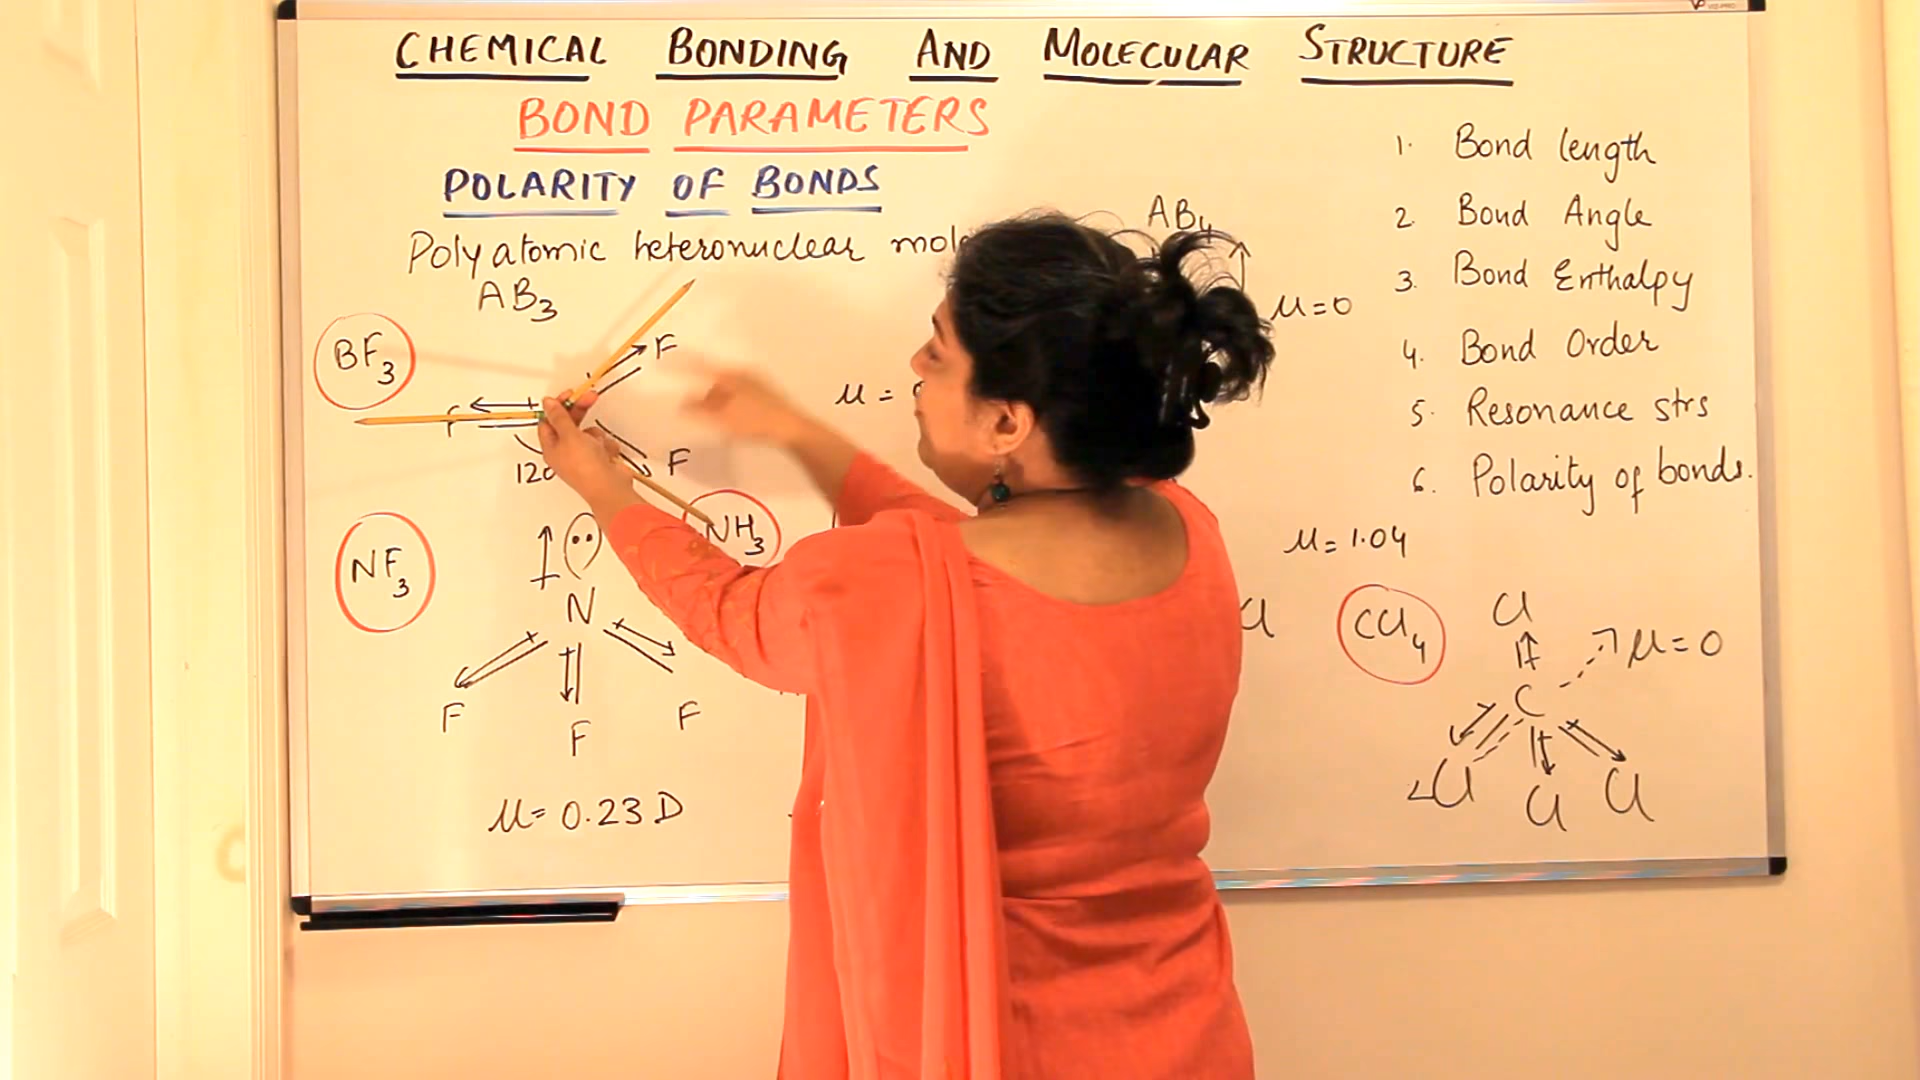 CHEMICAL BONDING AND MOLECULAR STRUCTURE
BOND PARAMETERS
POLARITY OF BONDS
Polyatomic heteronuclear
AB3
BF3
F
F
F
120
μ =
NF3
N
F
F
F
μ= 0.23 D
NH3
AB4
μ=0
μ= 1.04
Cl
CCl4
Cl
C
Cl
Cl
Cl
μ= 0
1. Bond length
2. Bond Angle
3. Bond Enthalpy
4. Bond Order
5. Resonance strs
6. Polarity of bonds.